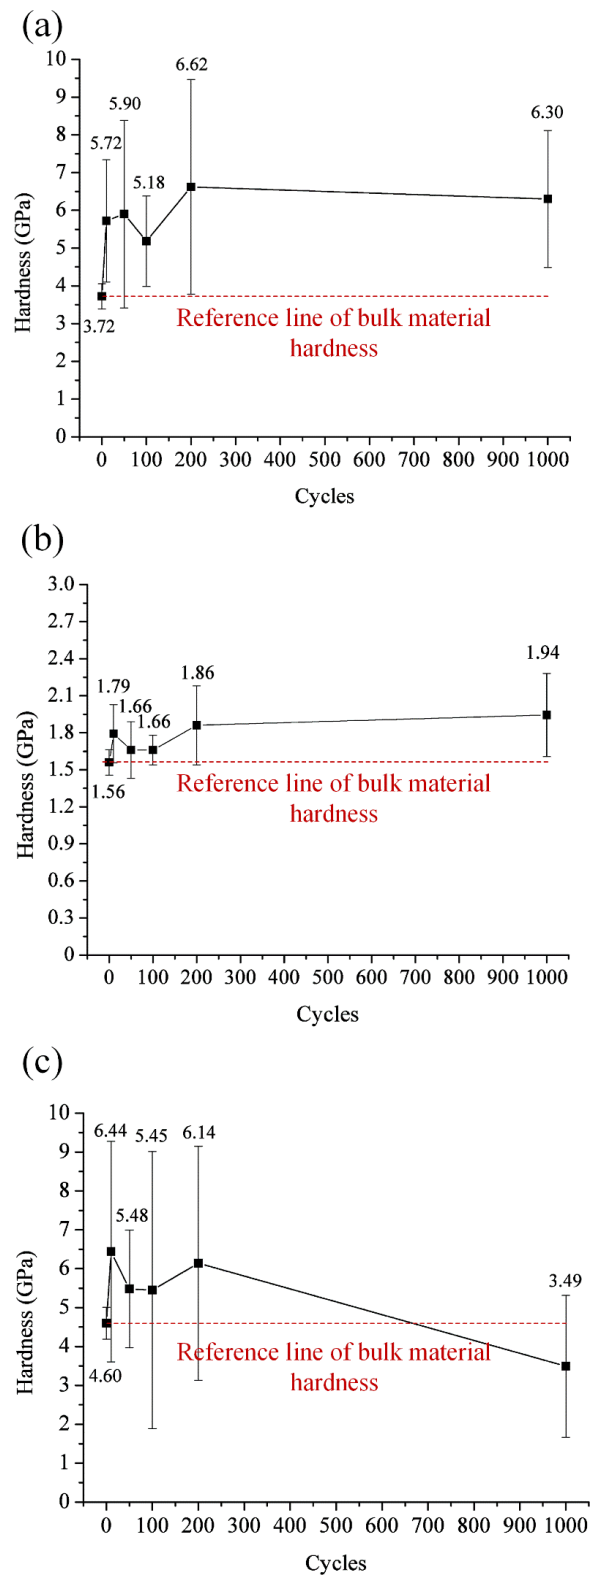 (a)
10
9
8
7
6
5
4
3
2
1
0
Hardness (GPa)
3.72
5.72
5.90
5.18
6.62
6.30
Reference line of bulk material
hardness
0 100 200 300 400 500 600 700 800 900 1000
Cycles
(b)
3.0
2.7
2.4
2.1
1.8
1.5
1.2
0.9
0.6
0.3
0
Hardness (GPa)
1.56
1.79
1.66
1.66
1.86
1.94
Reference line of bulk material
hardness
0 100 200 300 400 500 600 700 800 900 1000
Cycles
(c)
10
9
8
7
6
5
4
3
2
1
0
Hardness (GPa)
4.60
6.44
5.48
5.45
6.14
3.49
Reference line of bulk material
hardness
0 100 200 300 400 500 600 700 800 900 1000
Cycles